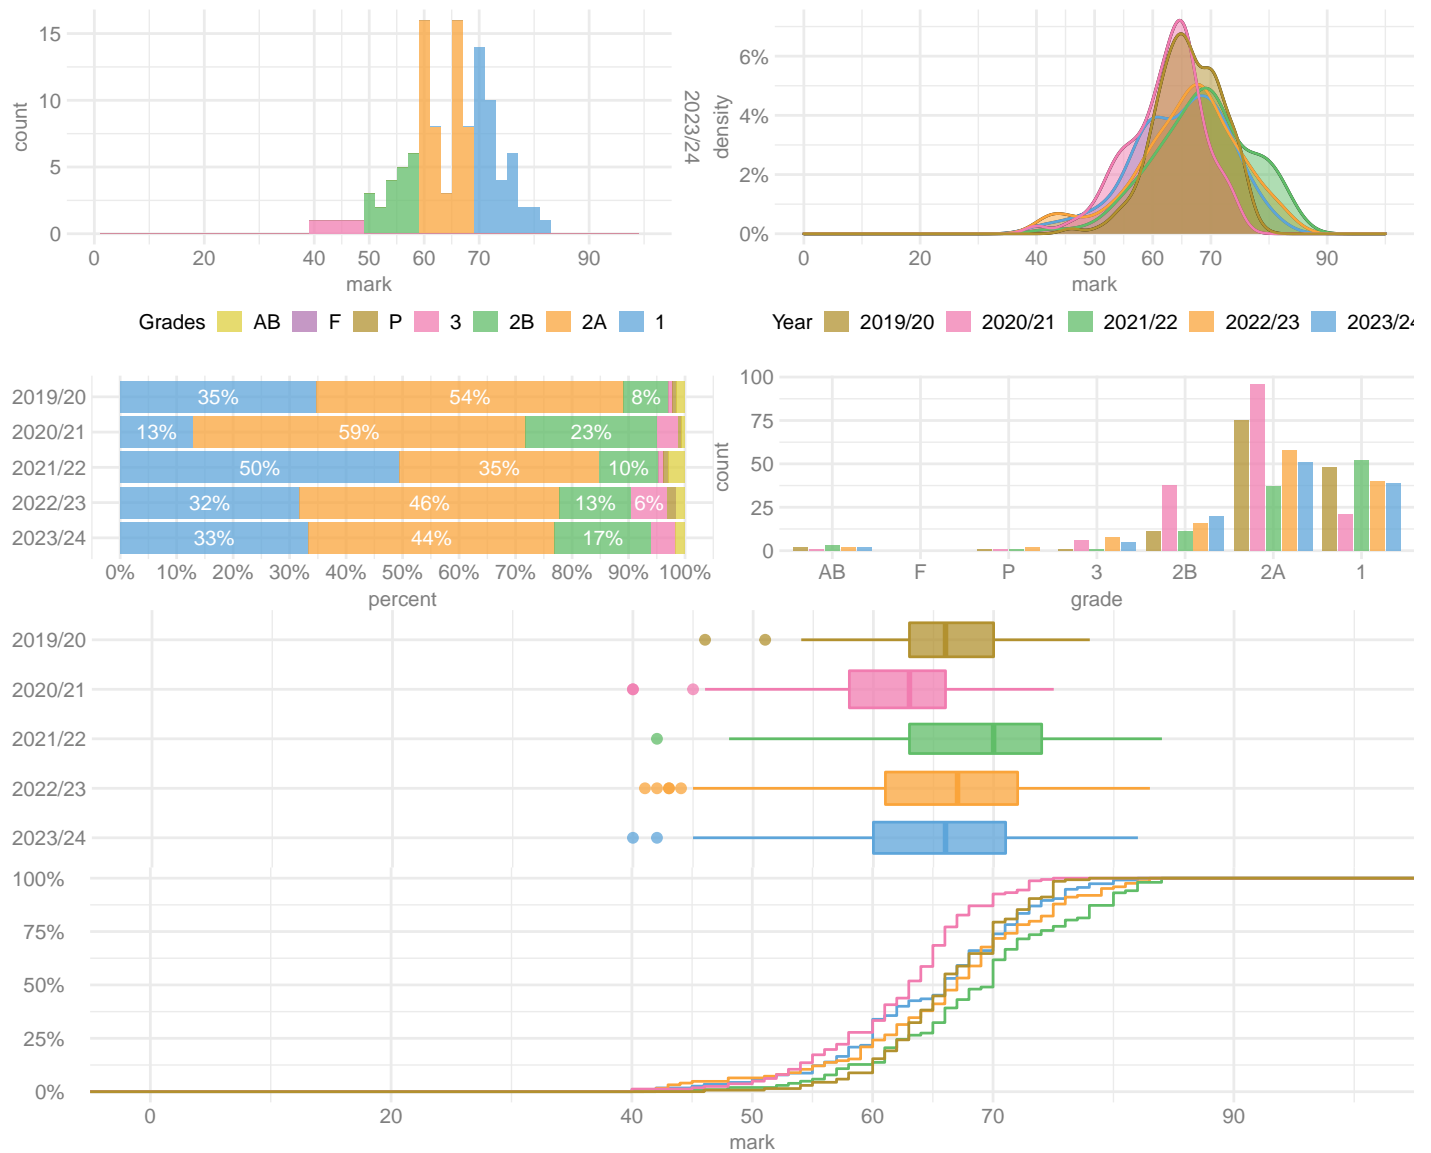 15
10
5
0
count
0 20 40 50 60 70 90
mark
2023/24
6%
4%
2%
0%
density
0 20 40 50 60 70 90
mark
Grades AB F P 3 2B 2A 1
Year 2019/20 2020/21 2021/22 2022/23 2023/24
2019/20 35% 54% 8%
2020/21 13% 59% 23%
2021/22 50% 35% 10%
2022/23 32% 46% 13% 6%
2023/24 33% 44% 17%
0% 10% 20% 30% 40% 50% 60% 70% 80% 90% 100%
percent
100
75
50
25
0
count
AB F P 3 2B 2A 1
grade
2019/20
2020/21
2021/22
2022/23
2023/24
100%
75%
50%
25%
0%
0 20 40 50 60 70 90
mark